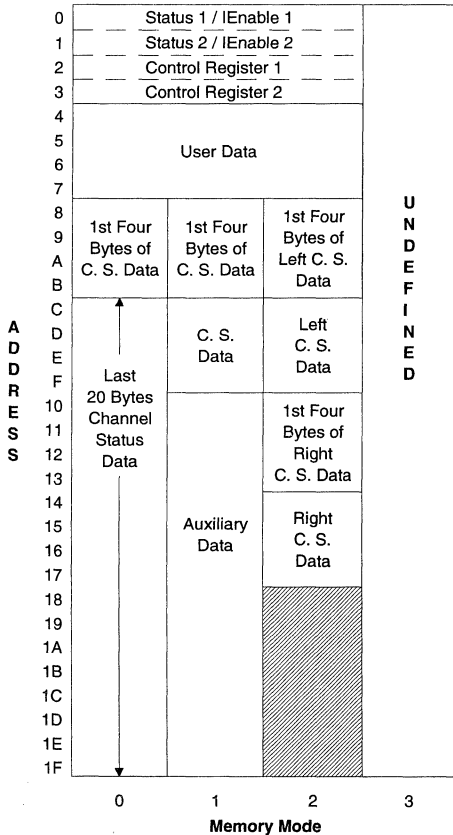 0 Status 1 / IEnable 1
1 Status 2 / IEnable 2
2 Control Register 1
3 Control Register 2
4
5
6
7
User Data
8
9
A
B
1st Four
Bytes of
C. S. Data
1st Four
Bytes of
C. S. Data
1st Four
Bytes of
Left C. S.
Data
C
D
E
F
C. S.
Data
Left
C. S.
Data
Last
20 Bytes
Channel
Status
Data
10
11
12
13
1st Four
Bytes of
Right
C. S. Data
14
15
16
17
Auxiliary
Data
Right
C. S.
Data
18
19
1A
1B
1C
1D
1E
1F
UNDEFINED
ADDRESS
0 1 2 3
Memory Mode